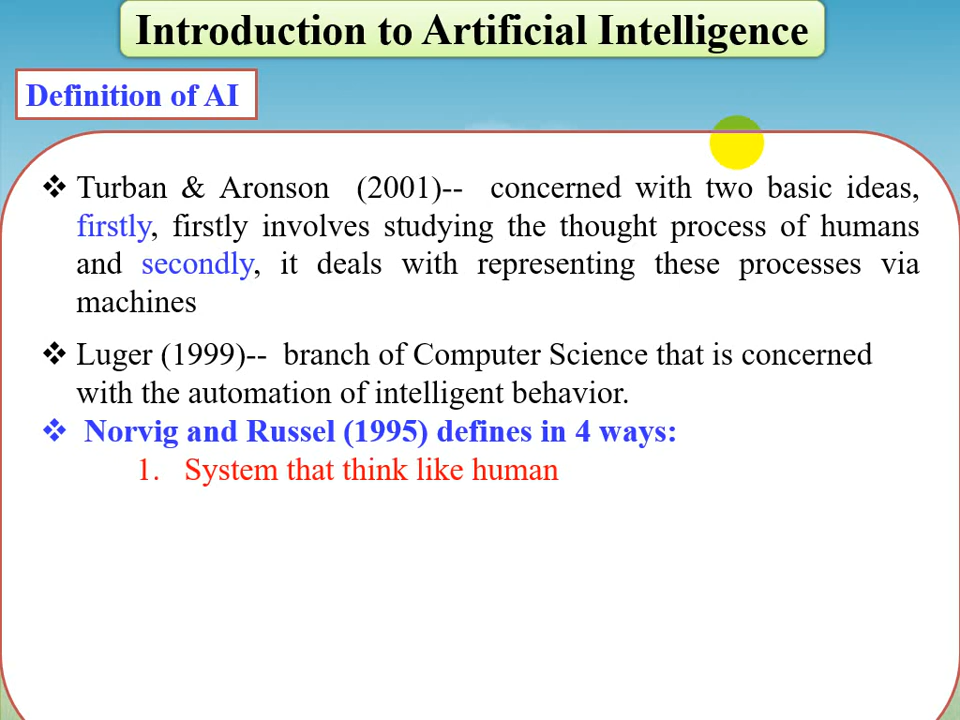 Introduction to Artificial Intelligence
Definition of AI
❖ Turban & Aronson (2001)-- concerned with two basic ideas,
firstly, firstly involves studying the thought process of humans
and secondly, it deals with representing these processes via
machines
❖ Luger (1999)-- branch of Computer Science that is concerned
with the automation of intelligent behavior.
❖ Norvig and Russel (1995) defines in 4 ways:
1. System that think like human